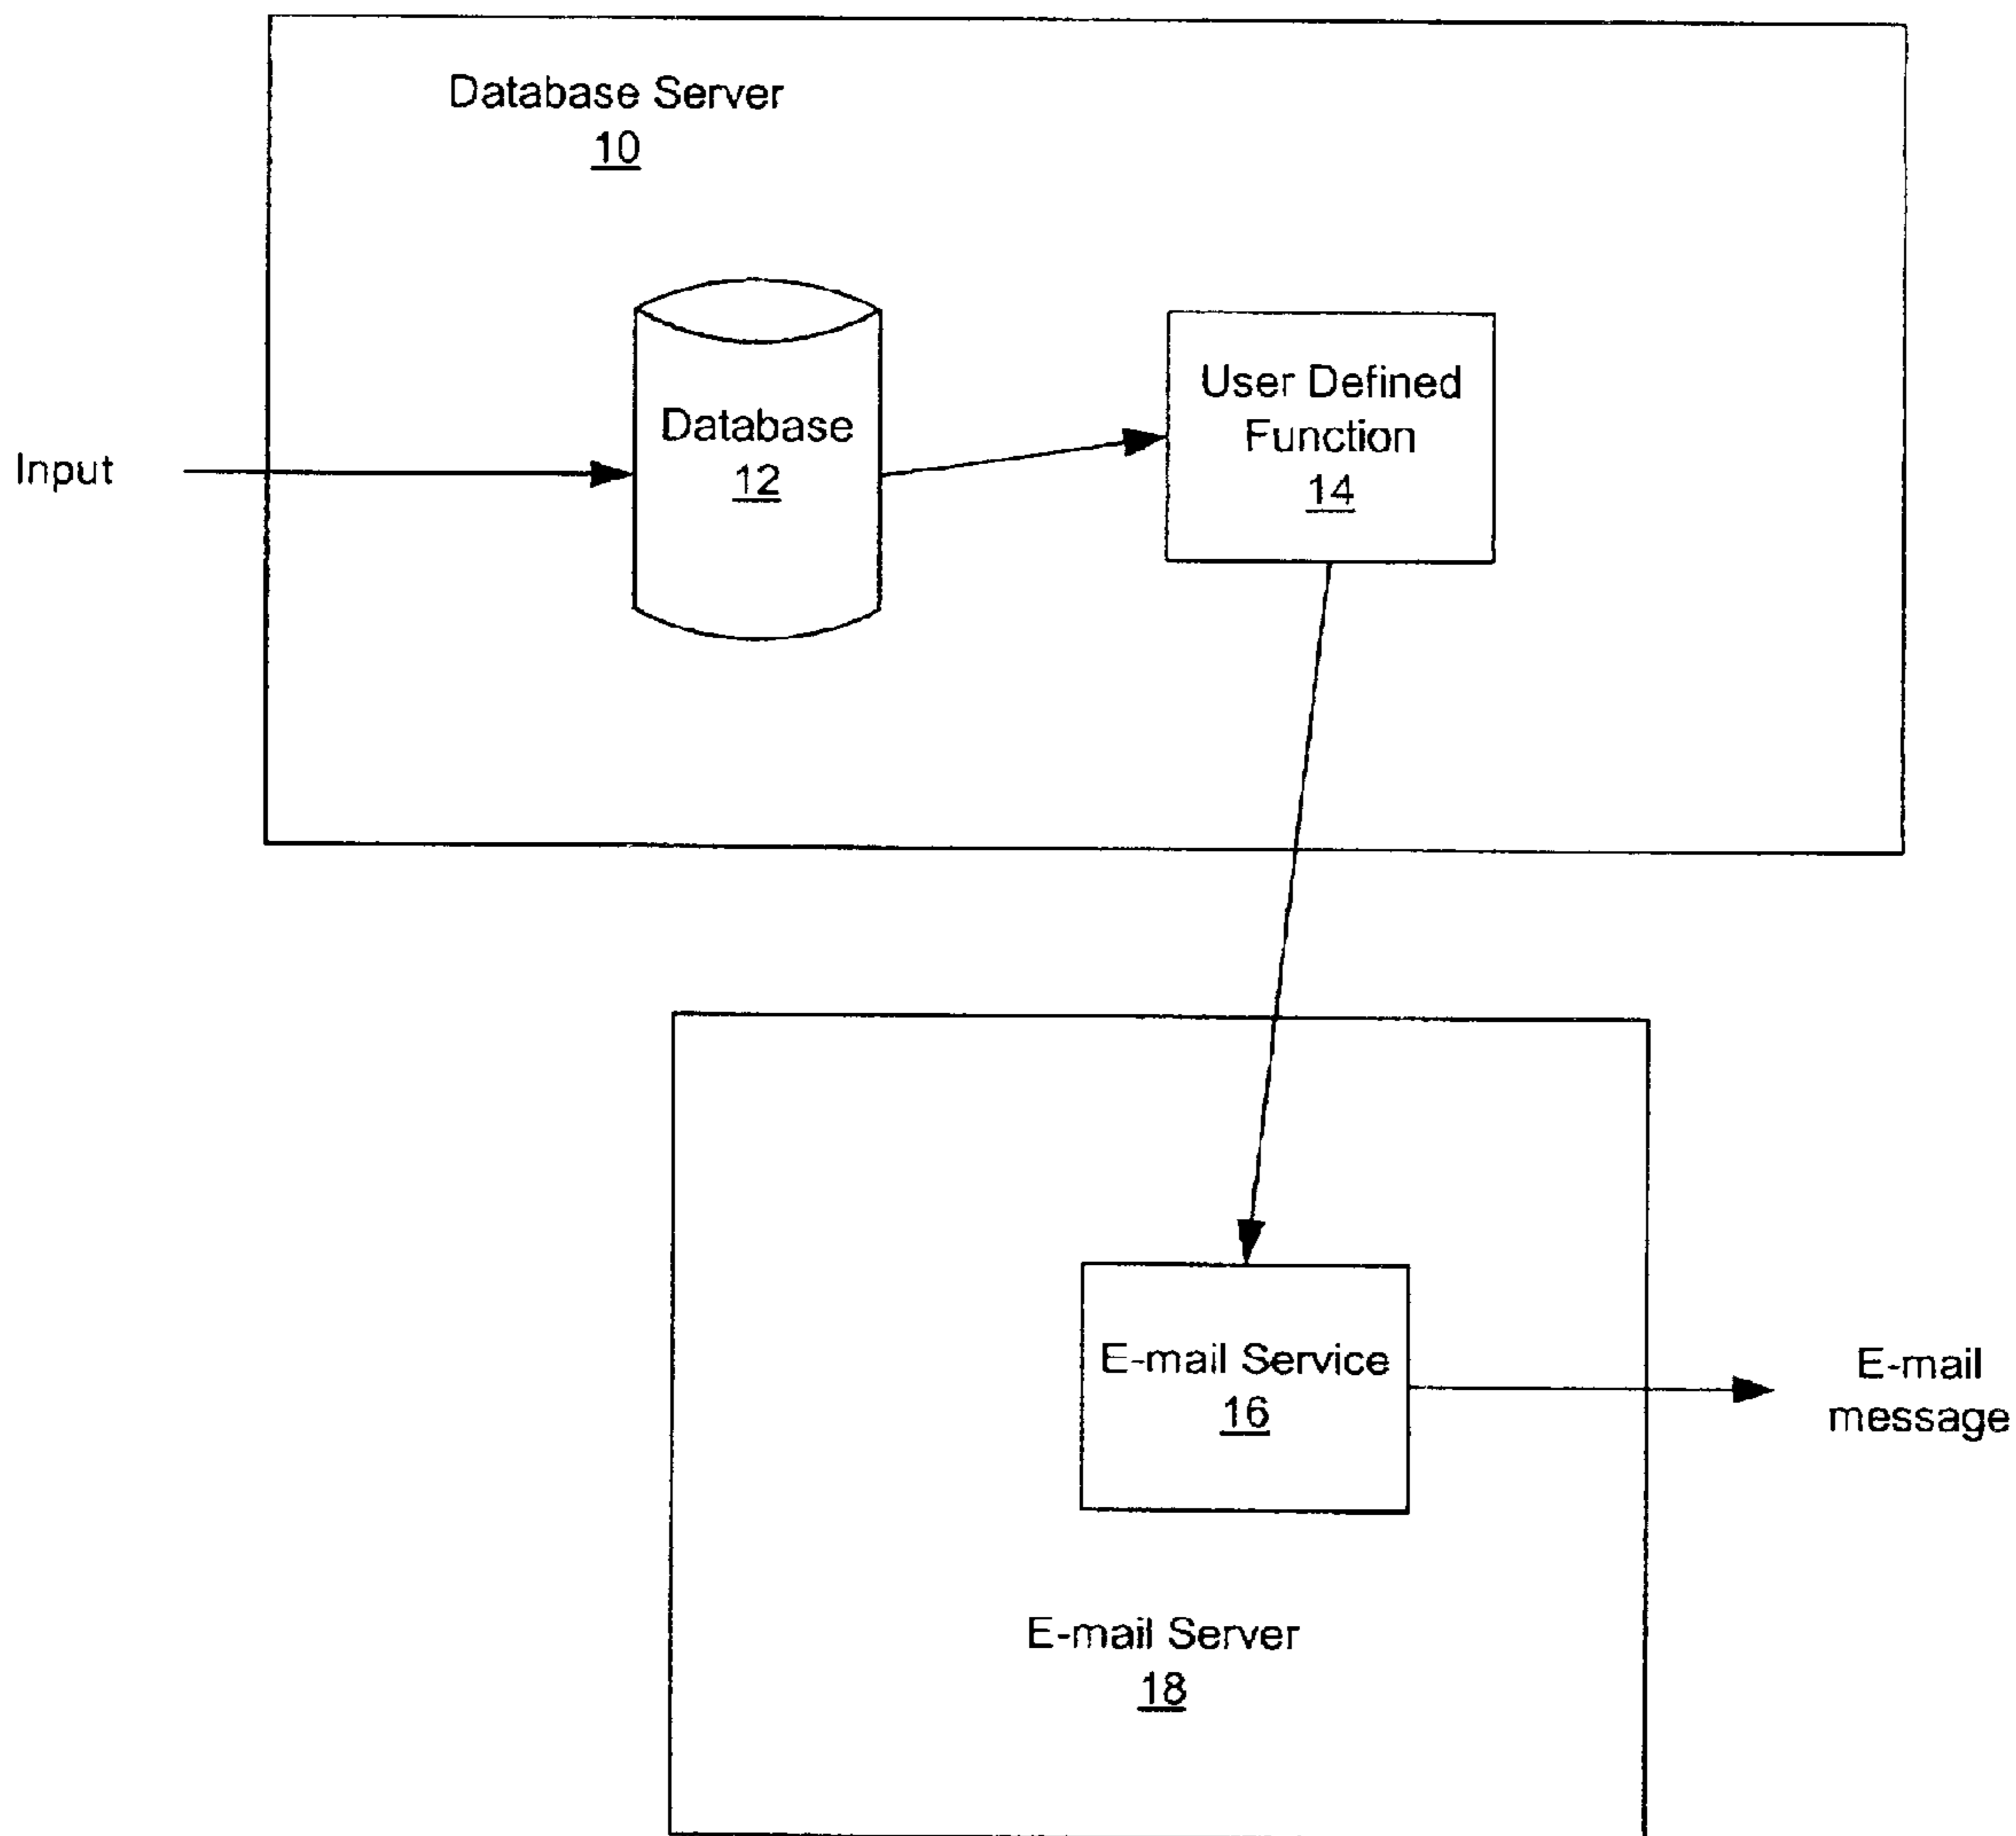 Database Server
10
Input
Database
12
User Defined
Function
14
E-mail Service
16
E-mail
message
E-mail Server
18